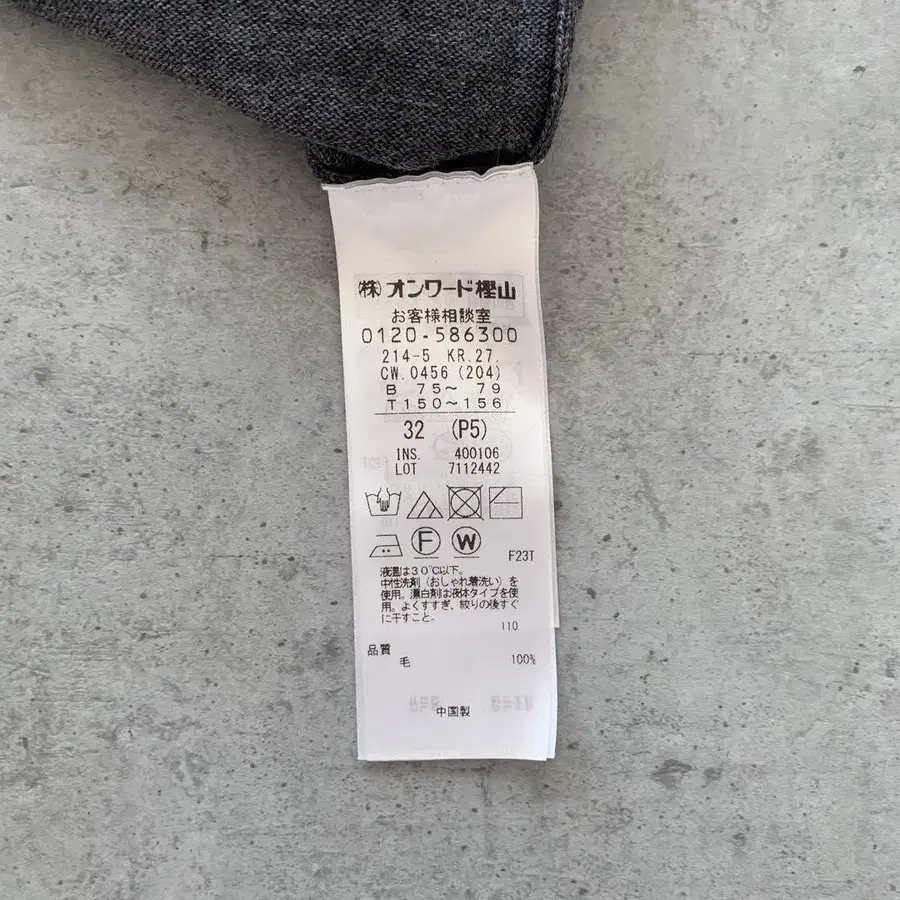 (株)オンワード樫山
お客様相談室
0120-586300
214-5 KR.27.
CW.0456 (204)
B 75～ 79
T150～156
32 (P5)
INS. 400106
LOT 7112442
F
W
F23T
液温は30℃以下。
中性洗剤(おしゃれ着洗い)を
使用。漂白剤は液体タイプを使
用。よくすすぎ、絞りの後すぐ
に干すこと。
110
品質
毛 100%
中国製